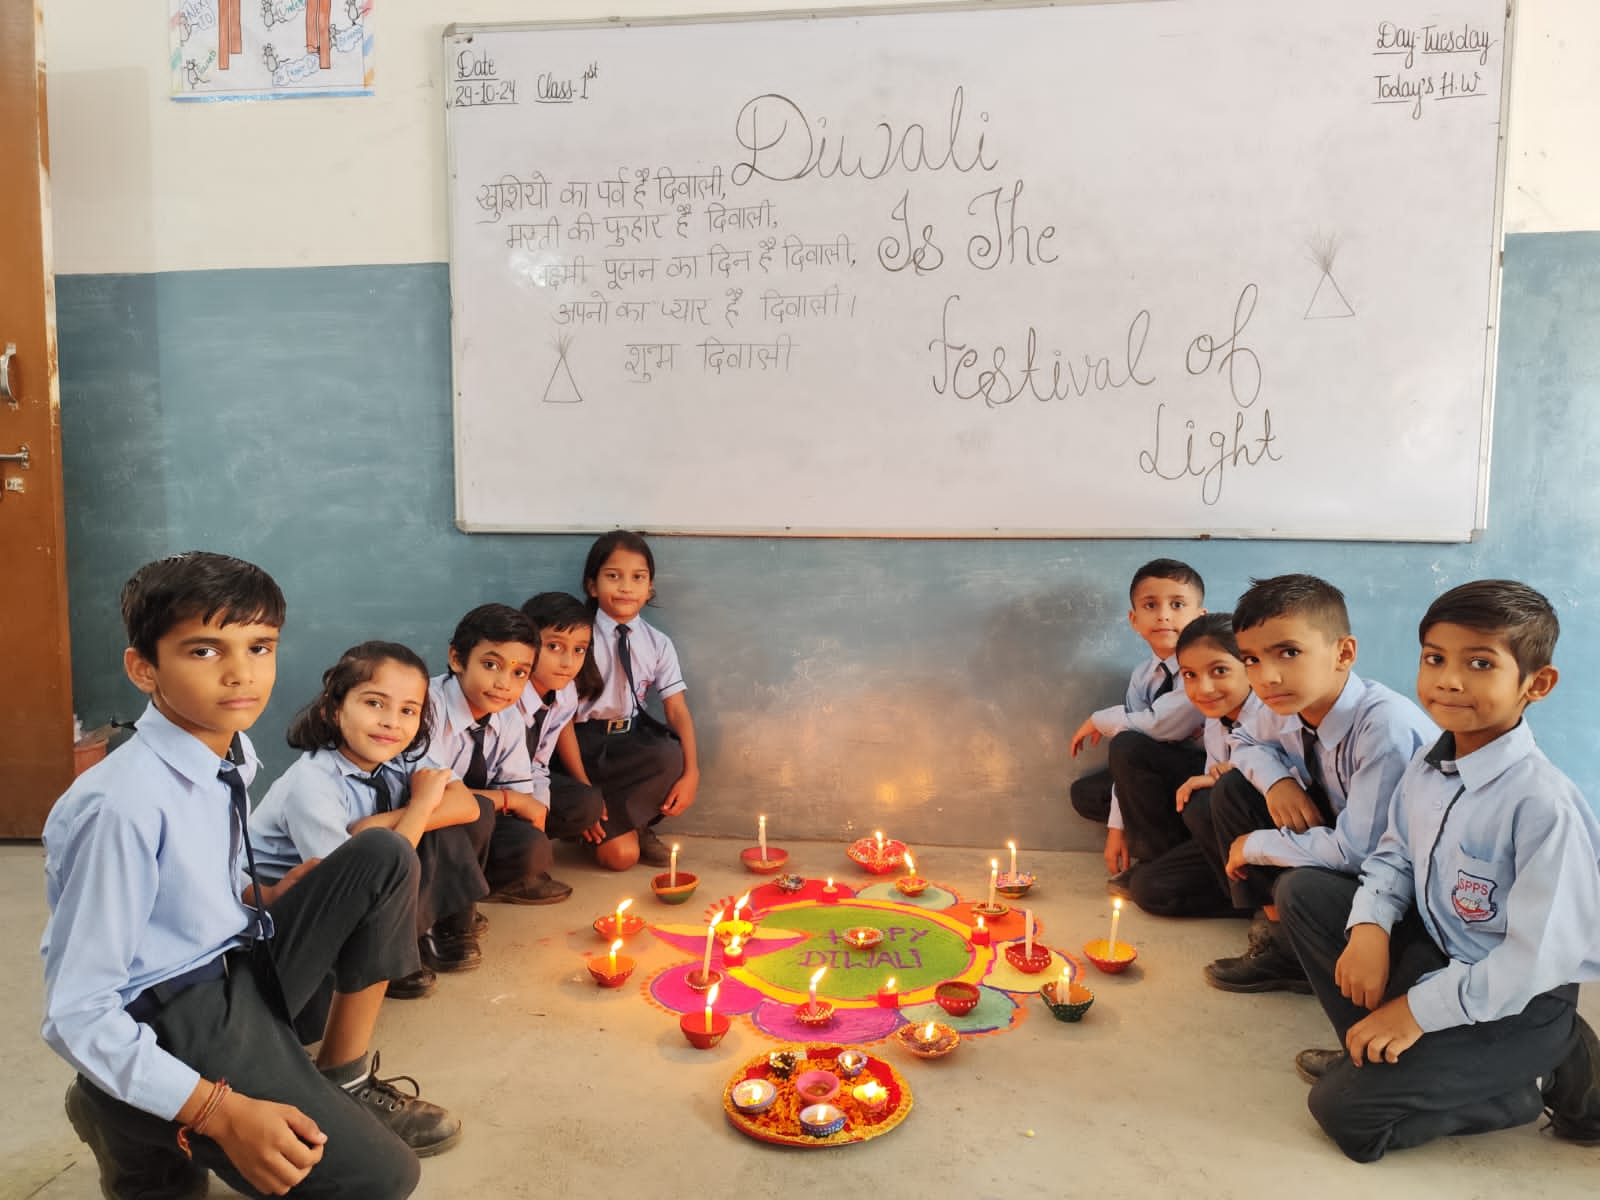 Date
29-10-24 Class-1st
Day-Tuesday
Today's H.W
Diwali
Is The
Festival of
Light
खुशियो का पर्व है दिवाली,
मस्ती की फुहार है दिवाली,
लक्ष्मी पूजन का दिन है दिवाली,
अपनो का प्यार है दिवाली।
शुभ दिवाली
HAPPY
DIWALI
SPPS